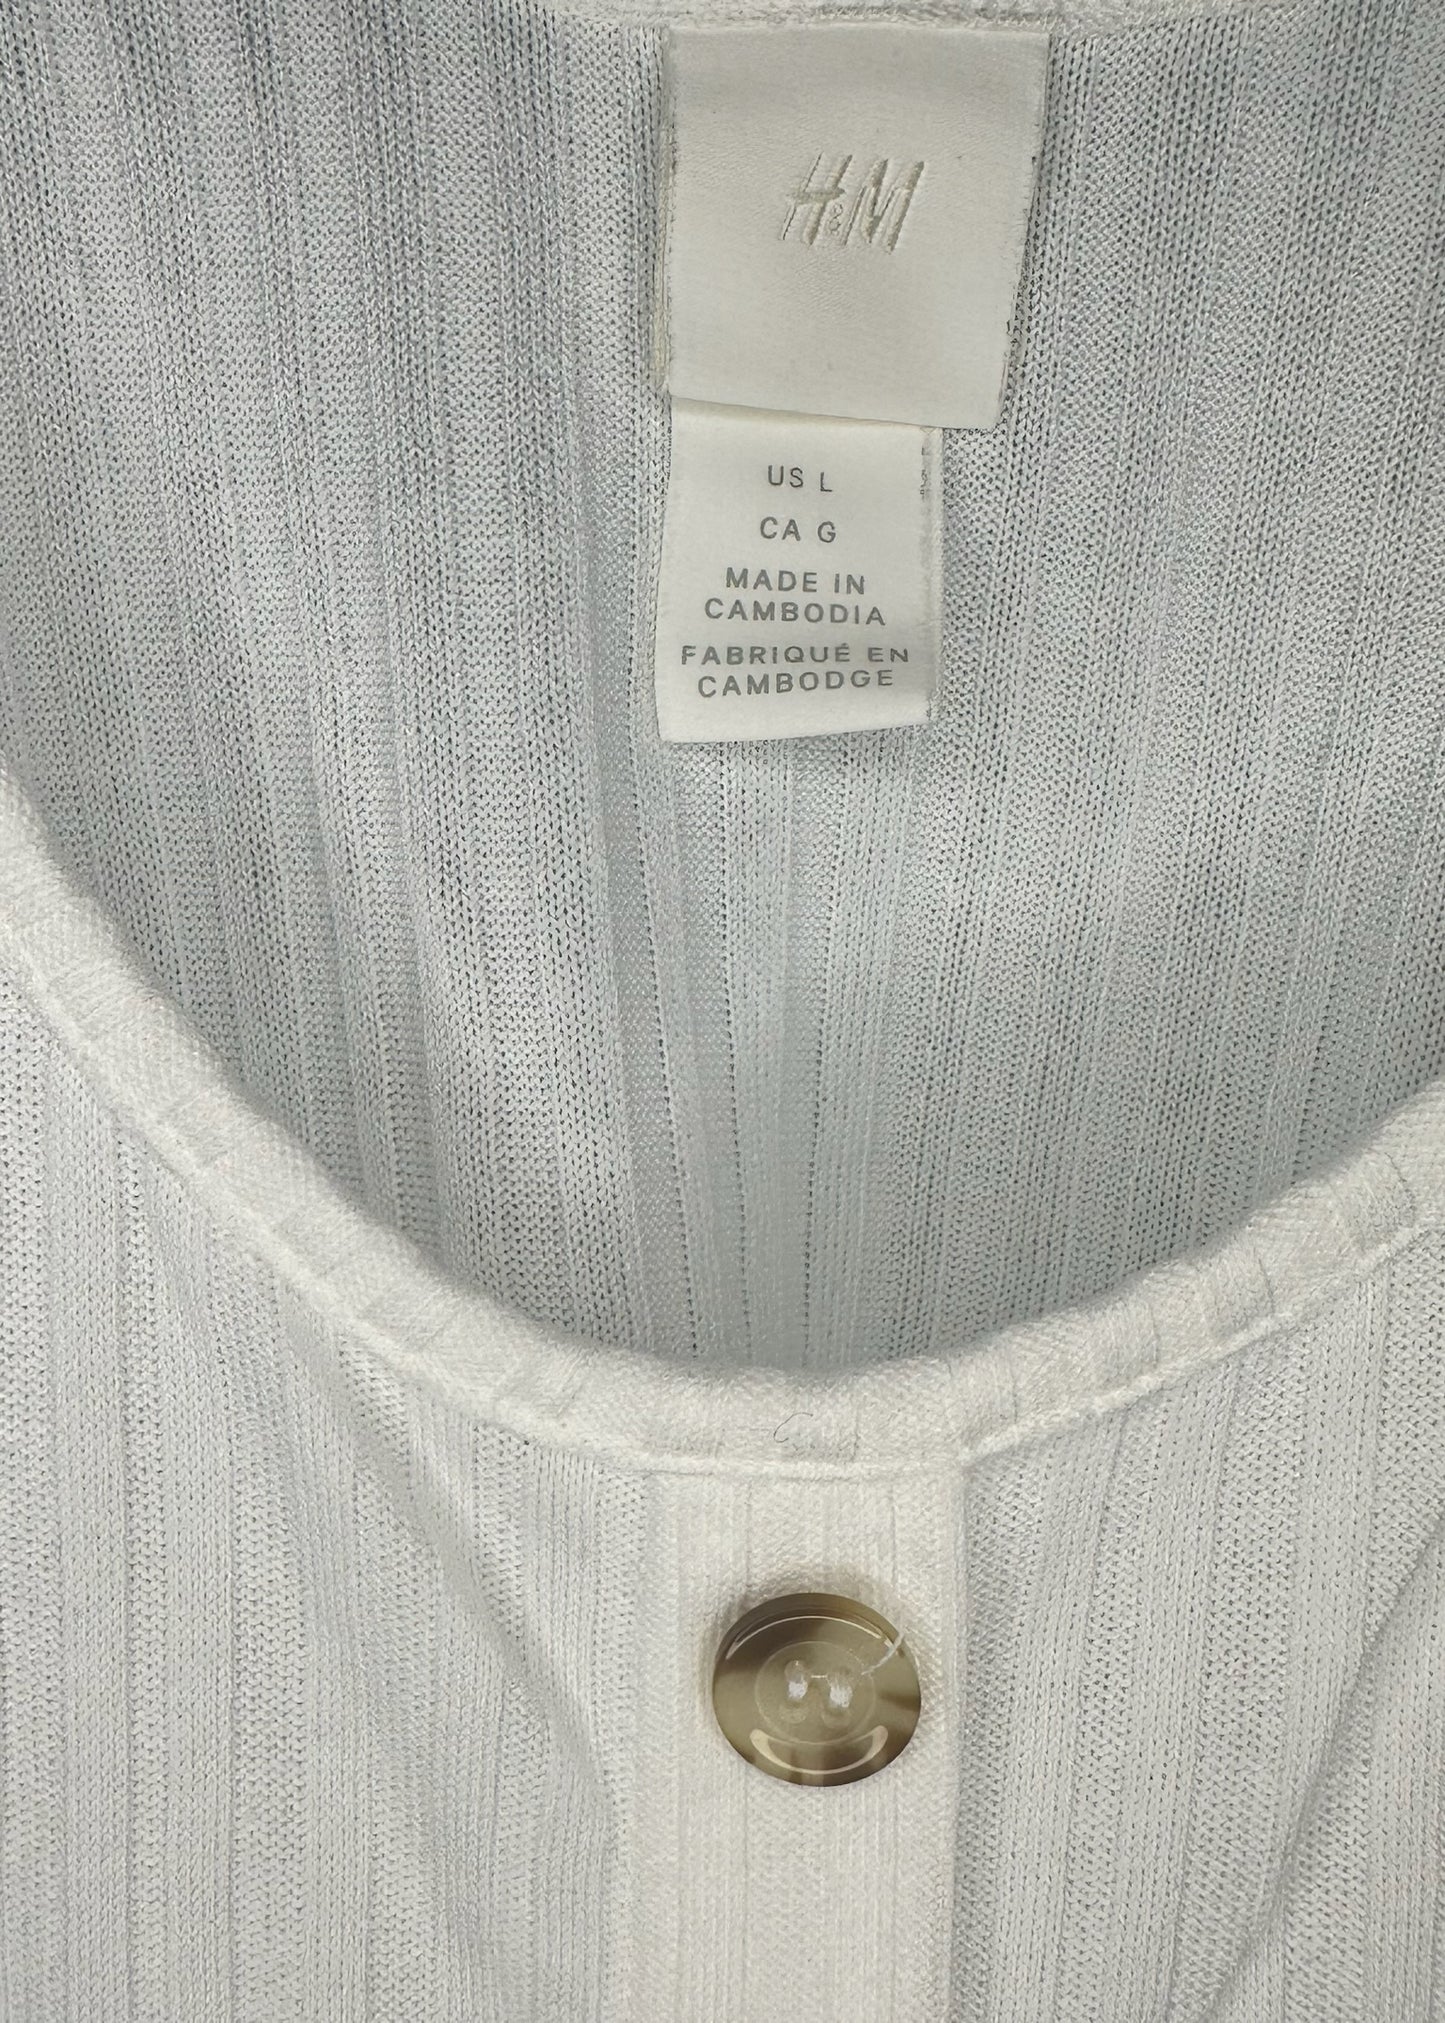 H&M
US L
CA G
MADE IN
CAMBODIA
FABRIQUÉ EN
CAMBODGE